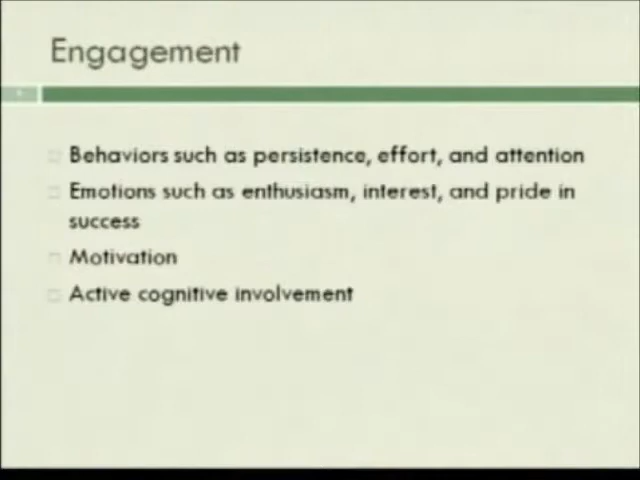 Engagement
Behaviors such as persistence, effort, and attention
Emotions such as enthusiasm, interest, and pride in
success
Motivation
Active cognitive involvement